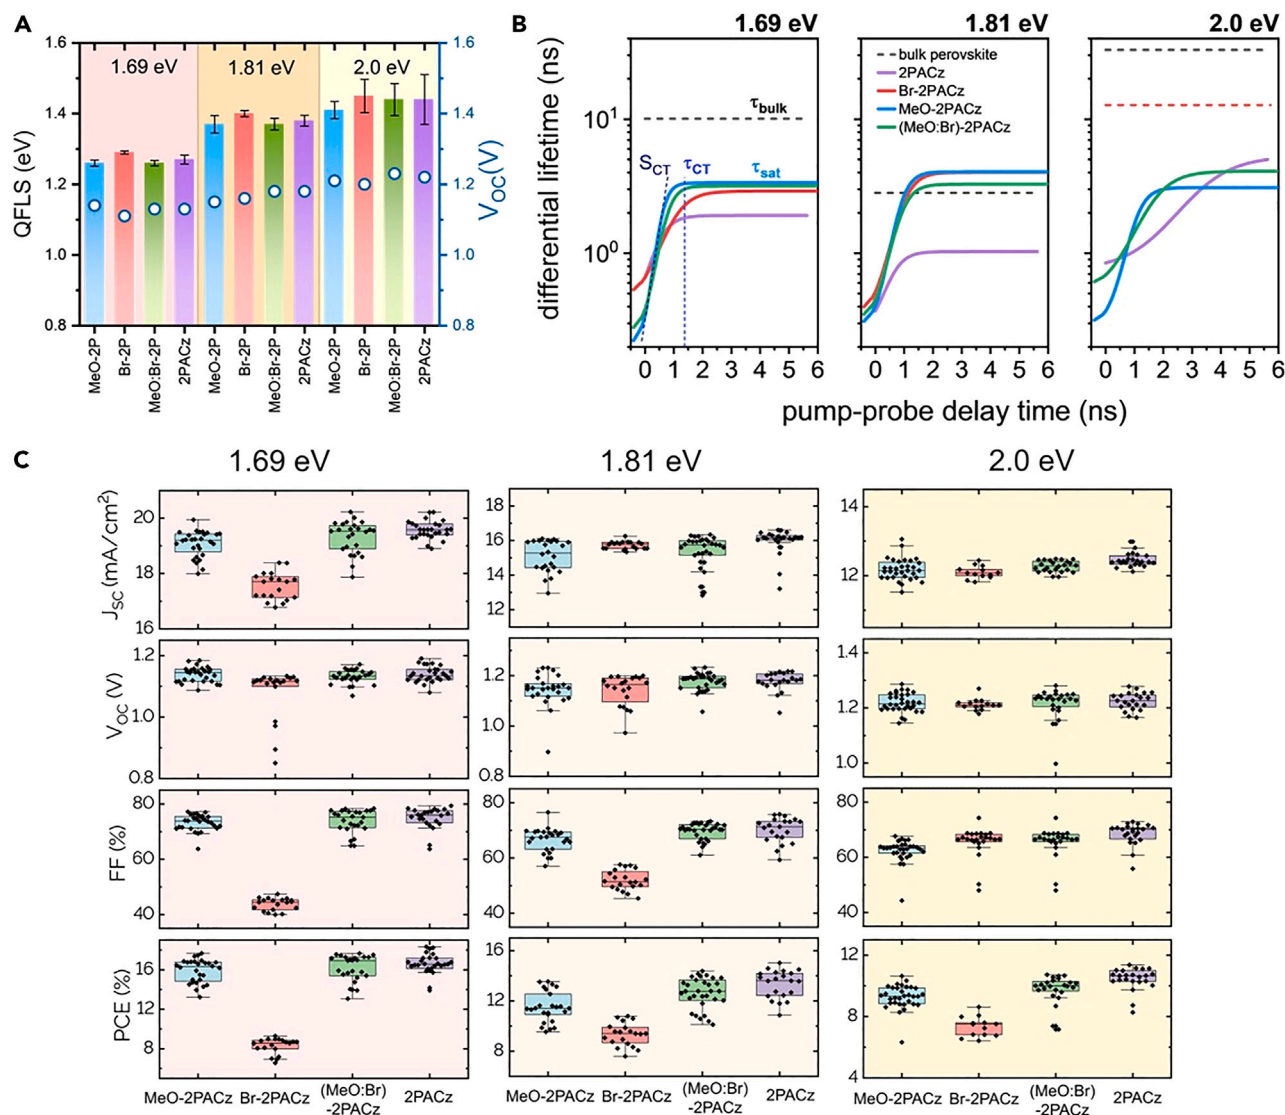 A
1.6
1.4
1.2
1.0
0.8
QFLS (eV)
1.69 eV
1.81 eV
2.0 eV
1.6
1.4
1.2
1.0
0.8
V_OC(V)
MeO-2P
Br-2P
MeO:Br-2P
2PACz
MeO-2P
Br-2P
MeO:Br-2P
2PACz
MeO-2P
Br-2P
MeO:Br-2P
2PACz
B
1.69 eV
1.81 eV
2.0 eV
differential lifetime (ns)
10^1
10^0
τ_bulk
S_CT
τ_CT
τ_sat
bulk perovskite
2PACz
Br-2PACz
MeO-2PACz
(MeO:Br)-2PACz
0 1 2 3 4 5 6
0 1 2 3 4 5 6
0 1 2 3 4 5 6
pump-probe delay time (ns)
C
1.69 eV
1.81 eV
2.0 eV
J_SC (mA/cm²)
20
18
16
18
16
14
12
14
12
V_OC (V)
1.2
1.0
0.8
1.2
1.0
0.8
1.4
1.2
1.0
FF (%)
80
60
40
80
60
40
80
60
40
PCE (%)
16
12
8
16
12
8
12
8
4
MeO-2PACz Br-2PACz (MeO:Br)-2PACz 2PACz
MeO-2PACz Br-2PACz (MeO:Br)-2PACz 2PACz
MeO-2PACz Br-2PACz (MeO:Br)-2PACz 2PACz